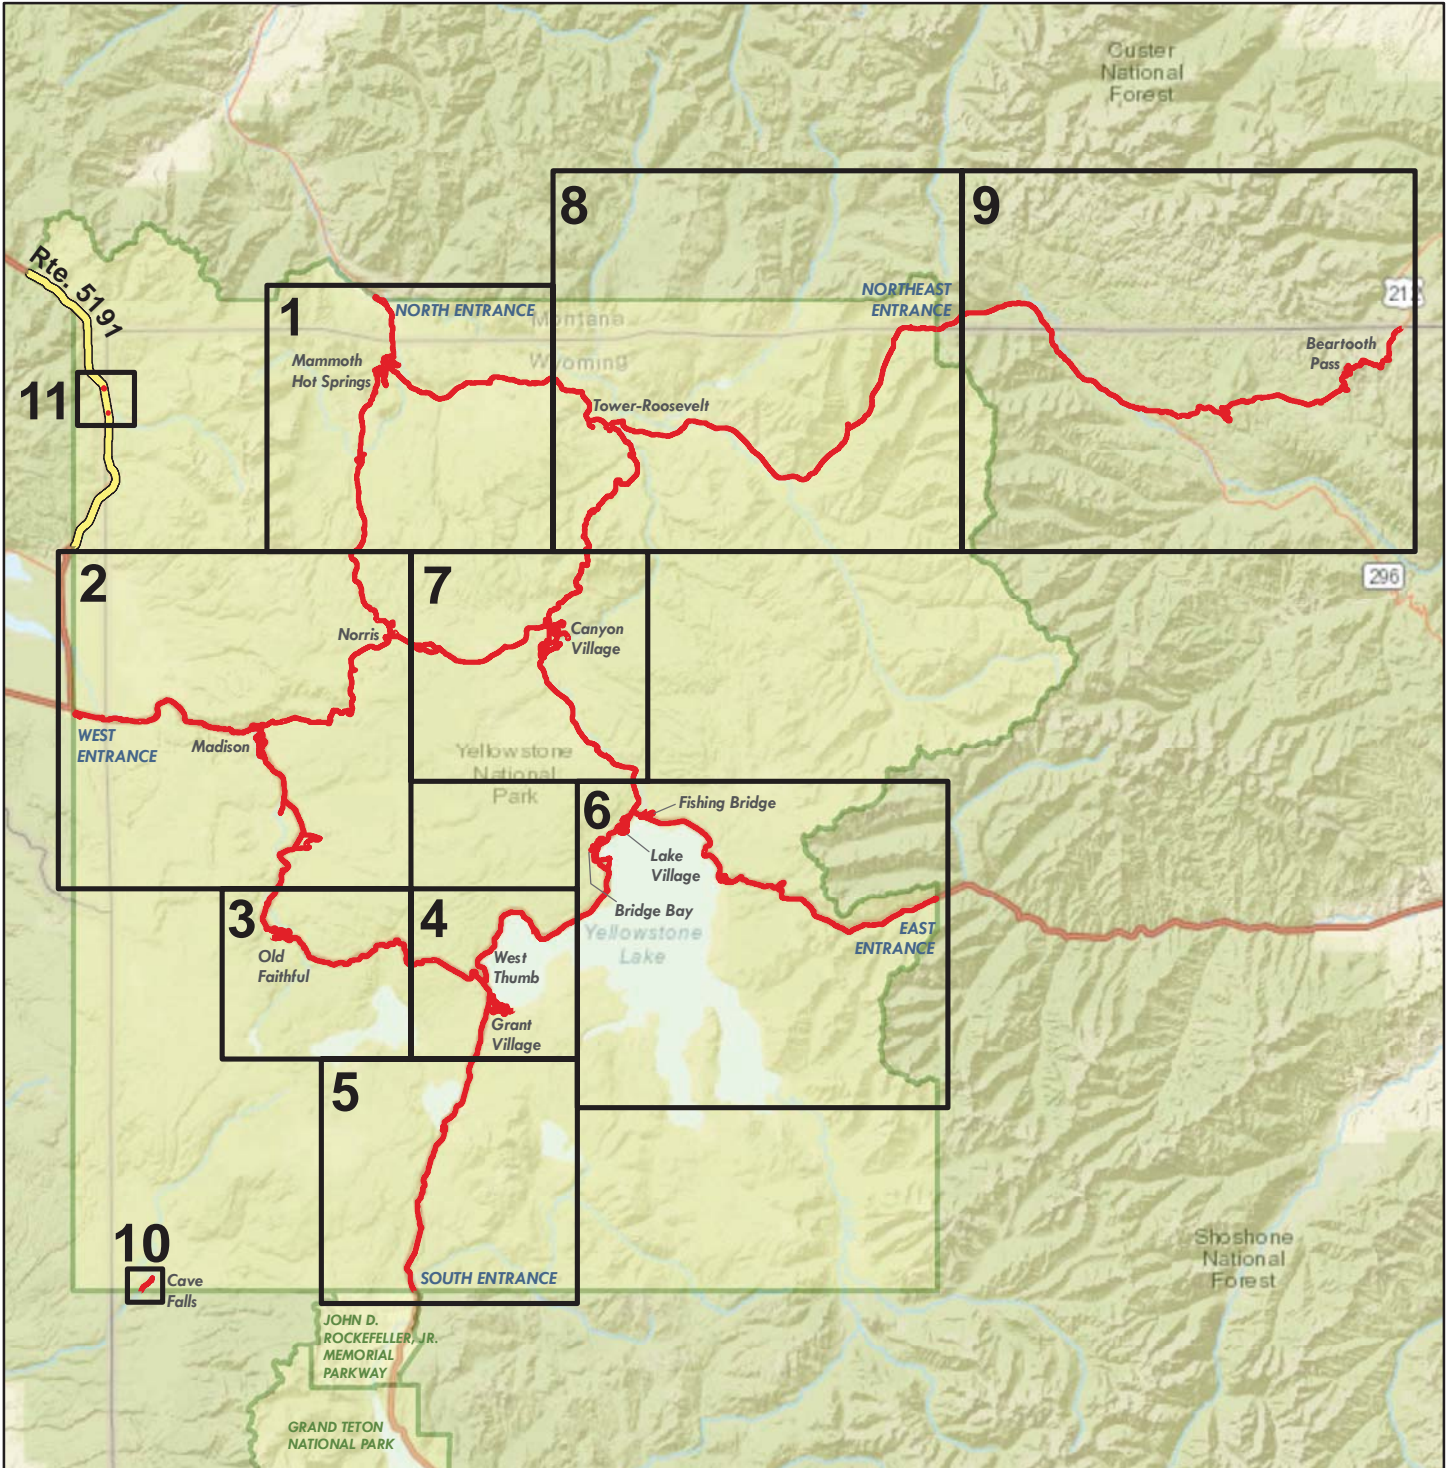 Custer
National
Forest
8
9
Rte. 5191
1
NORTH ENTRANCE
NORTHEAST
ENTRANCE
212
Montana
Wyoming
Mammoth
Hot Springs
Beartooth
Pass
11
Tower-Roosevelt
2
7
296
Norris
Canyon
Village
WEST
ENTRANCE
Madison
Yellowstone
National
Park
6
Fishing Bridge
Lake
Village
Bridge Bay
3
4
Yellowstone
Lake
EAST
ENTRANCE
Old
Faithful
West
Thumb
Grant
Village
5
10
Cave
Falls
SOUTH ENTRANCE
Shoshone
National
Forest
JOHN D.
ROCKEFELLER, JR.
MEMORIAL
PARKWAY
GRAND TETON
NATIONAL PARK